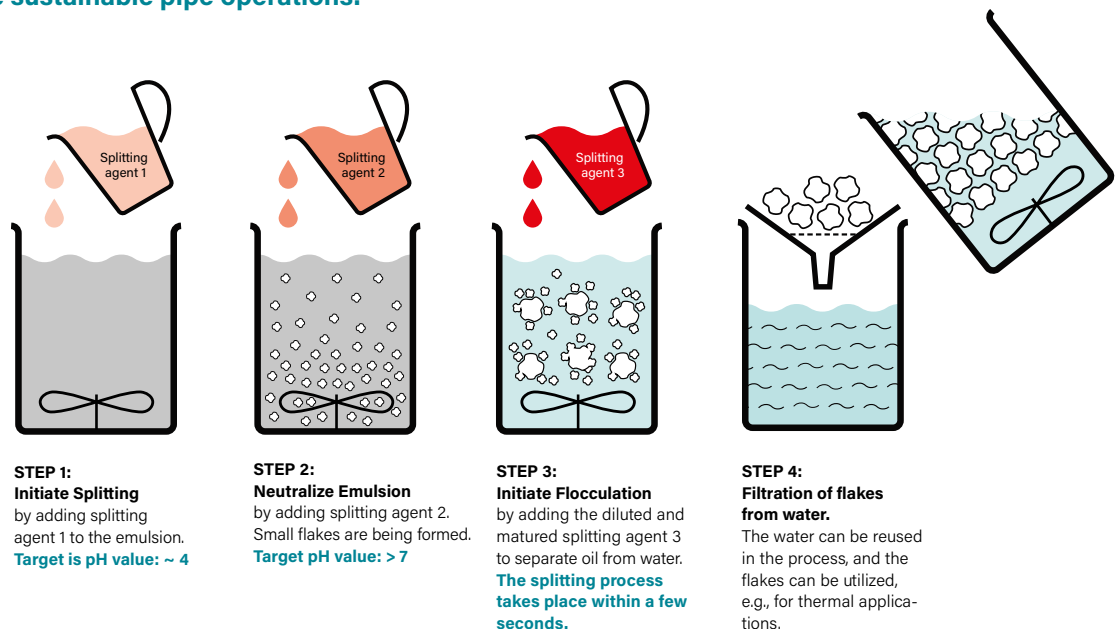 sustainable pipe operations.
Splitting
agent 1
Splitting
agent 2
Splitting
agent 3
STEP 1:
Initiate Splitting
by adding splitting
agent 1 to the emulsion.
Target is pH value: ~ 4
STEP 2:
Neutralize Emulsion
by adding splitting agent 2.
Small flakes are being formed.
Target pH value: > 7
STEP 3:
Initiate Flocculation
by adding the diluted and
matured splitting agent 3
to separate oil from water.
The splitting process
takes place within a few
seconds.
STEP 4:
Filtration of flakes
from water.
The water can be reused
in the process, and the
flakes can be utilized,
e.g., for thermal applica-
tions.